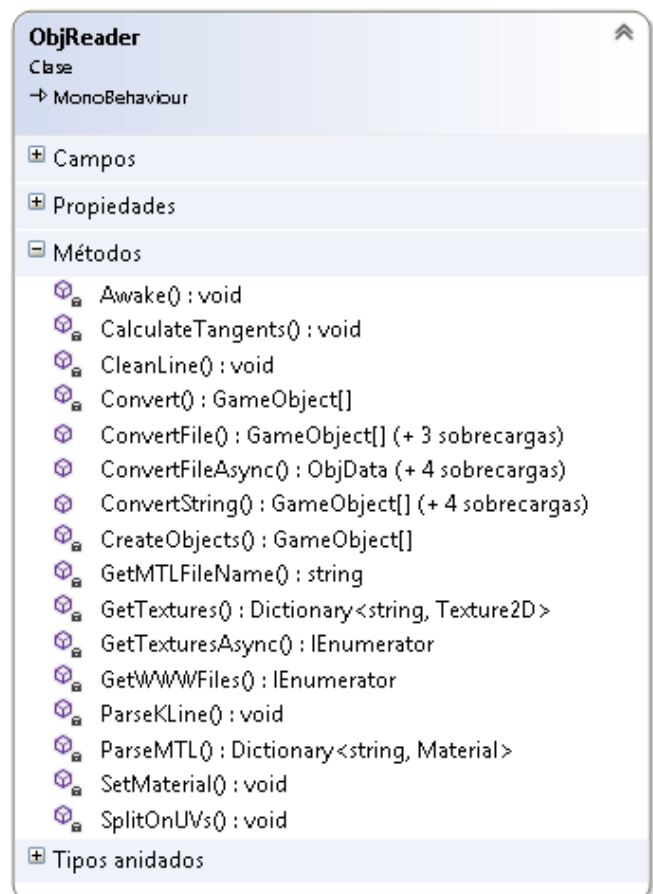 ObjReader
Clase
MonoBehaviour
Campos
Propiedades
Métodos
Awake() : void
CalculateTangents() : void
CleanLine() : void
Convert() : GameObject[]
ConvertFile() : GameObject[] (+ 3 sobrecargas)
ConvertFileAsync() : ObjData (+ 4 sobrecargas)
ConvertString() : GameObject[] (+ 4 sobrecargas)
CreateObjects() : GameObject[]
GetMTLFileName() : string
GetTextures() : Dictionary<string, Texture2D>
GetTexturesAsync() : IEnumerator
GetWWWFiles() : IEnumerator
ParseKLine() : void
ParseMTL() : Dictionary<string, Material>
SetMaterial() : void
SplitOnUVs() : void
Tipos anidados